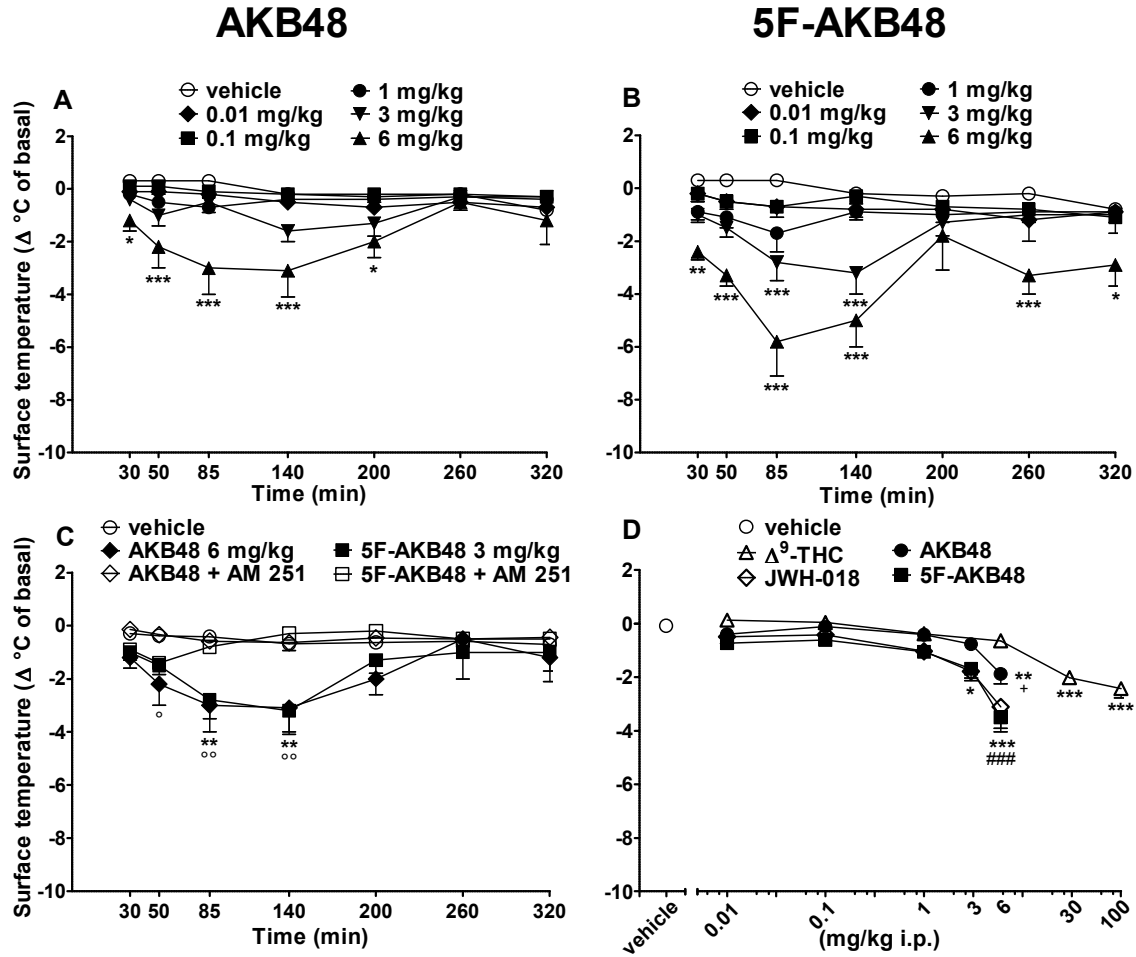 AKB48
5F-AKB48
A
vehicle
1 mg/kg
0.01 mg/kg
3 mg/kg
0.1 mg/kg
6 mg/kg
Surface temperature (Δ °C of basal)
2
0
-2
-4
-6
-8
-10
*
***
***
***
*
30 50 85 140 200 260 320
Time (min)
B
vehicle
1 mg/kg
0.01 mg/kg
3 mg/kg
0.1 mg/kg
6 mg/kg
2
0
-2
-4
-6
-8
-10
**
***
***
***
***
***
***
*
30 50 85 140 200 260 320
Time (min)
C
vehicle
AKB48 6 mg/kg
5F-AKB48 3 mg/kg
AKB48 + AM 251
5F-AKB48 + AM 251
Surface temperature (Δ °C of basal)
2
0
-2
-4
-6
-8
-10
°
**
°°
**
°°
30 50 85 140 200 260 320
Time (min)
D
vehicle
Δ⁹-THC
AKB48
JWH-018
5F-AKB48
2
0
-2
-4
-6
-8
-10
*
**
+
***
###
***
***
vehicle 0.01 0.1 1 3 6 30 100
(mg/kg i.p.)